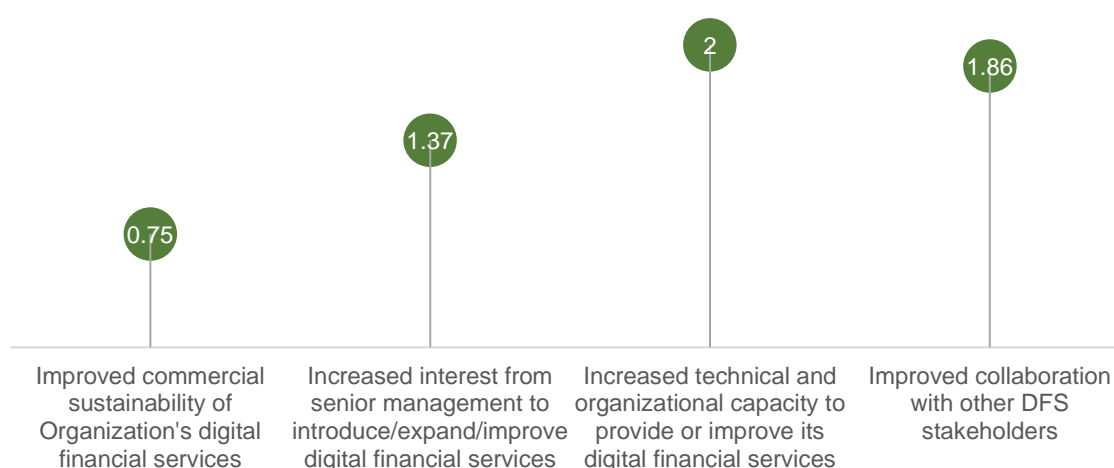 2
1.86
1.37
0.75
Improved commercial
sustainability of
Organization's digital
financial services
Increased interest from
senior management to
introduce/expand/improve
digital financial services
Increased technical and
organizational capacity to
provide or improve its
digital financial services
Improved collaboration
with other DFS
stakeholders